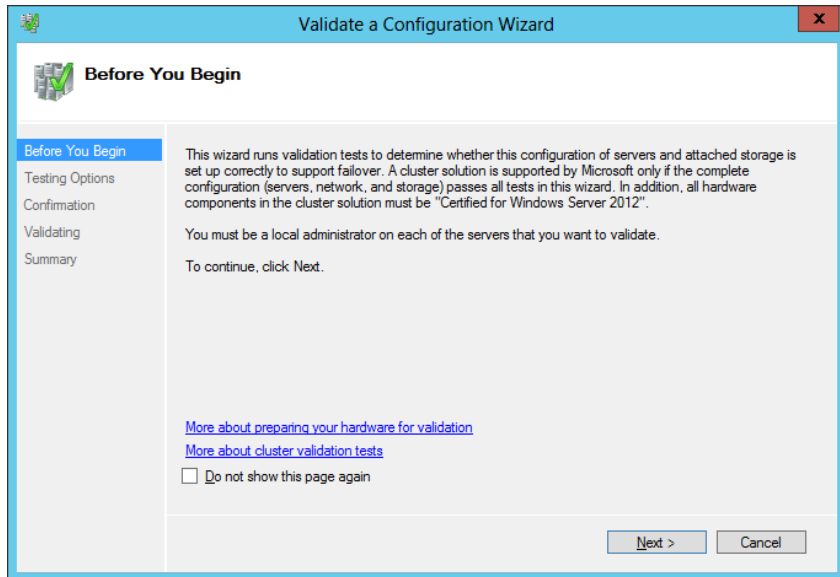 Validate a Configuration Wizard
x
Before You Begin
Before You Begin
Testing Options
Confirmation
Validating
Summary
This wizard runs validation tests to determine whether this configuration of servers and attached storage is
set up correctly to support failover. A cluster solution is supported by Microsoft only if the complete
configuration (servers, network, and storage) passes all tests in this wizard. In addition, all hardware
components in the cluster solution must be "Certified for Windows Server 2012".
You must be a local administrator on each of the servers that you want to validate.
To continue, click Next.
More about preparing your hardware for validation
More about cluster validation tests
Do not show this page again
Next >
Cancel